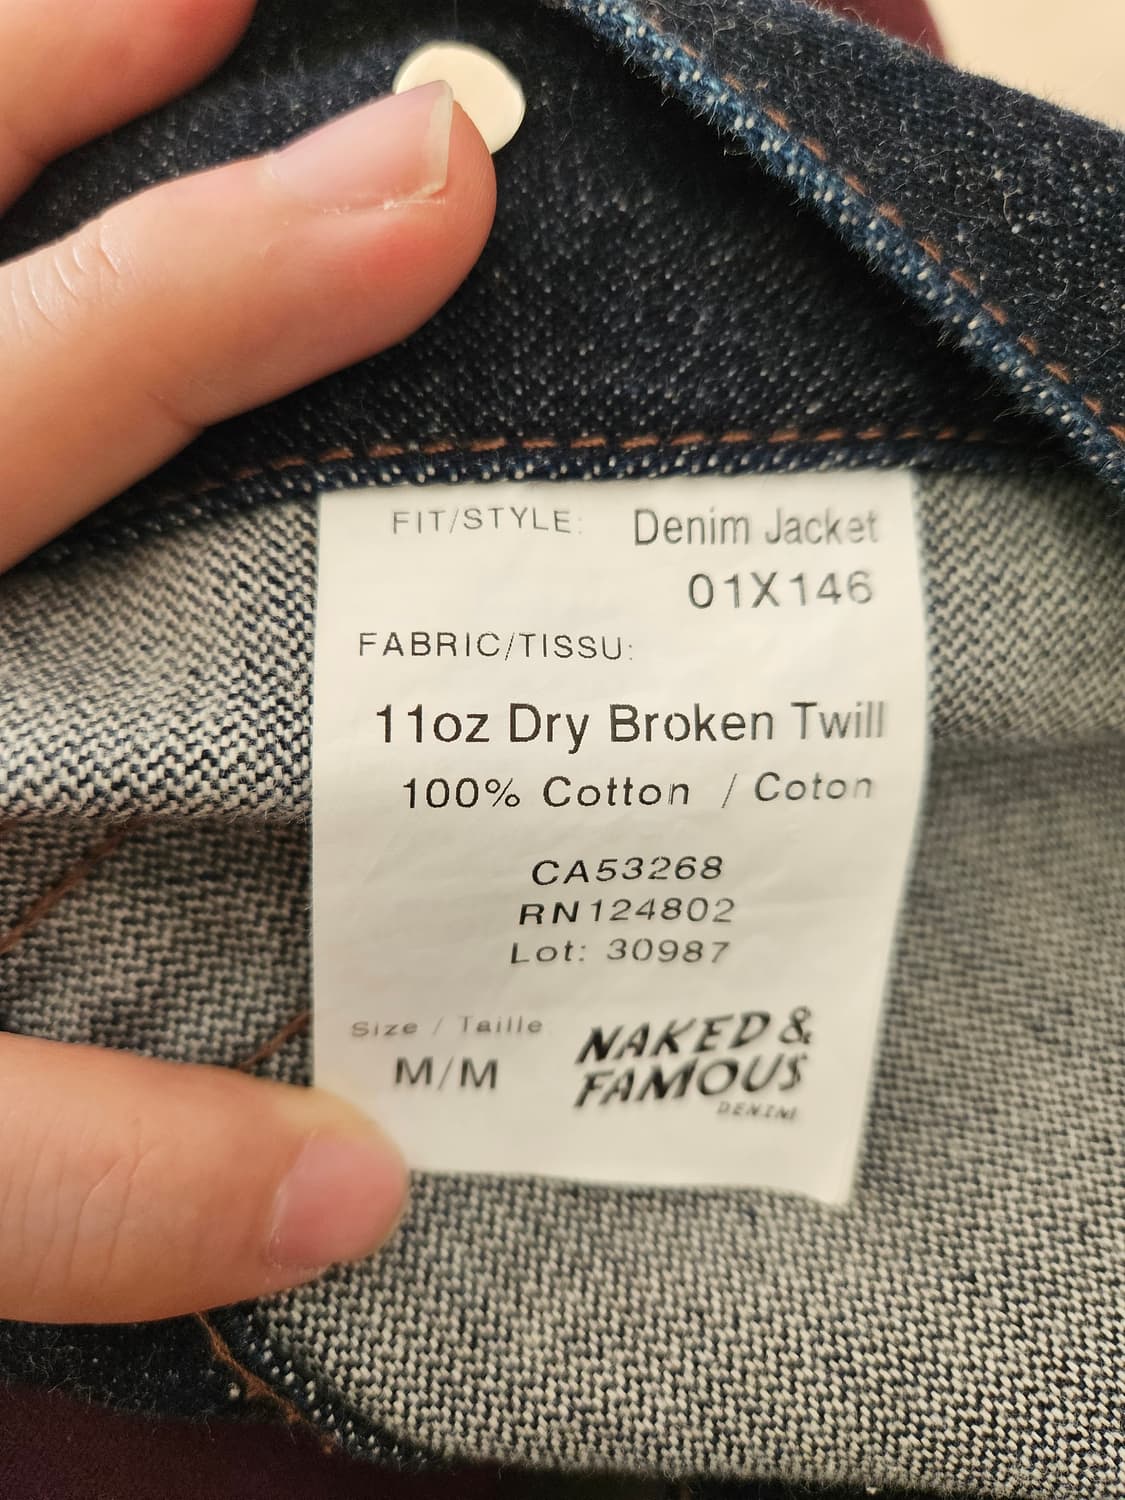 FIT/STYLE: Denim Jacket
01X146
FABRIC/TISSU:
11oz Dry Broken Twill
100% Cotton / Coton
CA53268
RN124802
Lot: 30987
Size / Taille
M/M
NAKED &
FAMOUS
DENIM